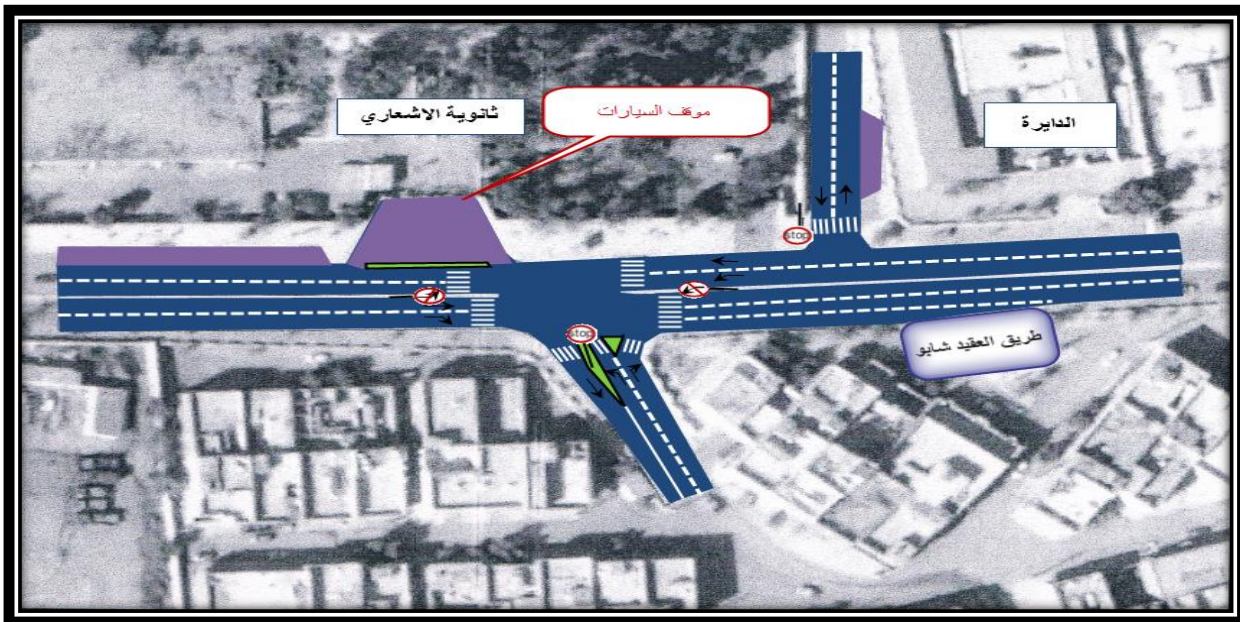 ثانوية الاشعاري
موقف السيارات
الدايرة
stop
stop
طريق العقيد شابو